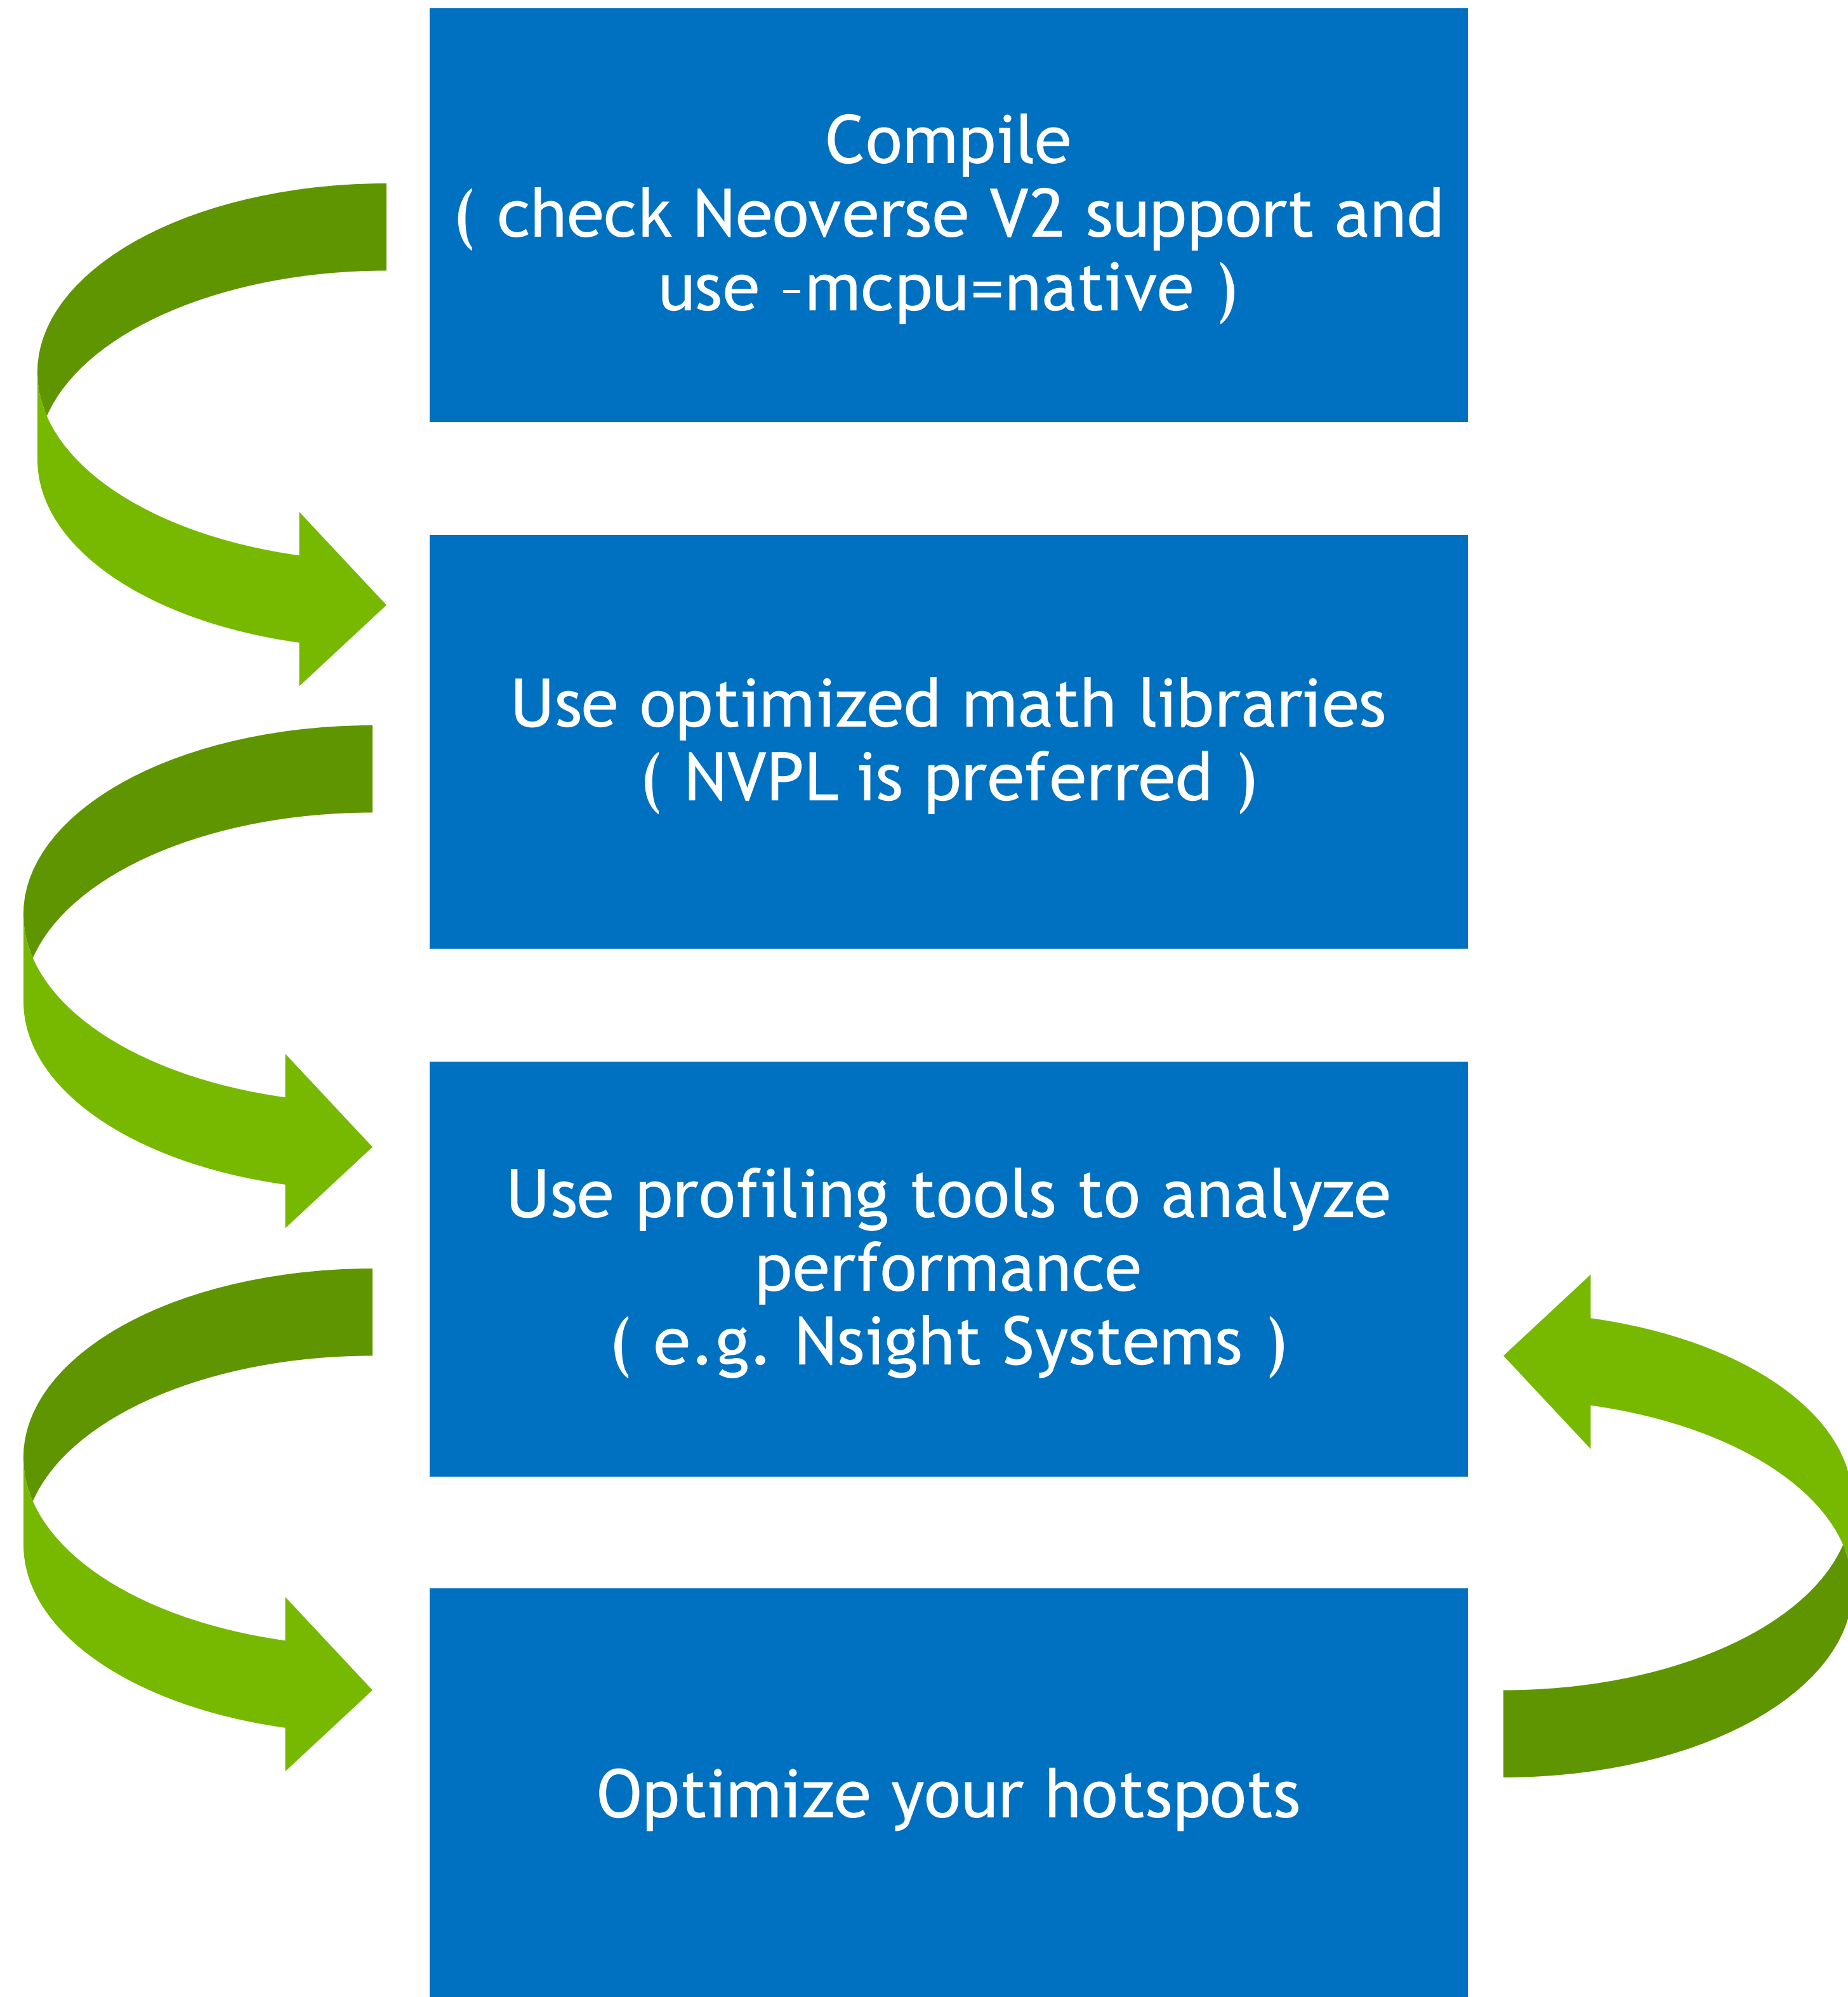 Compile
( check Neoverse V2 support and
use -mcpu=native )
Use optimized math libraries
( NVPL is preferred )
Use profiling tools to analyze
performance
( e.g. Nsight Systems )
Optimize your hotspots